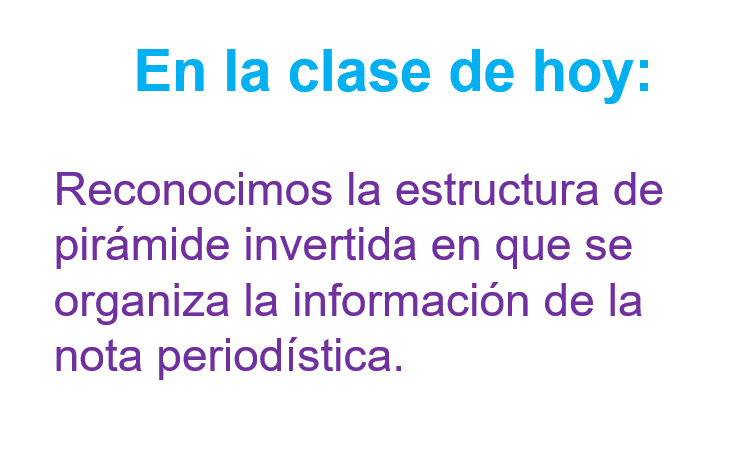 En la clase de hoy:
Reconocimos la estructura de
pirámide invertida en que se
organiza la información de la
nota periodística.